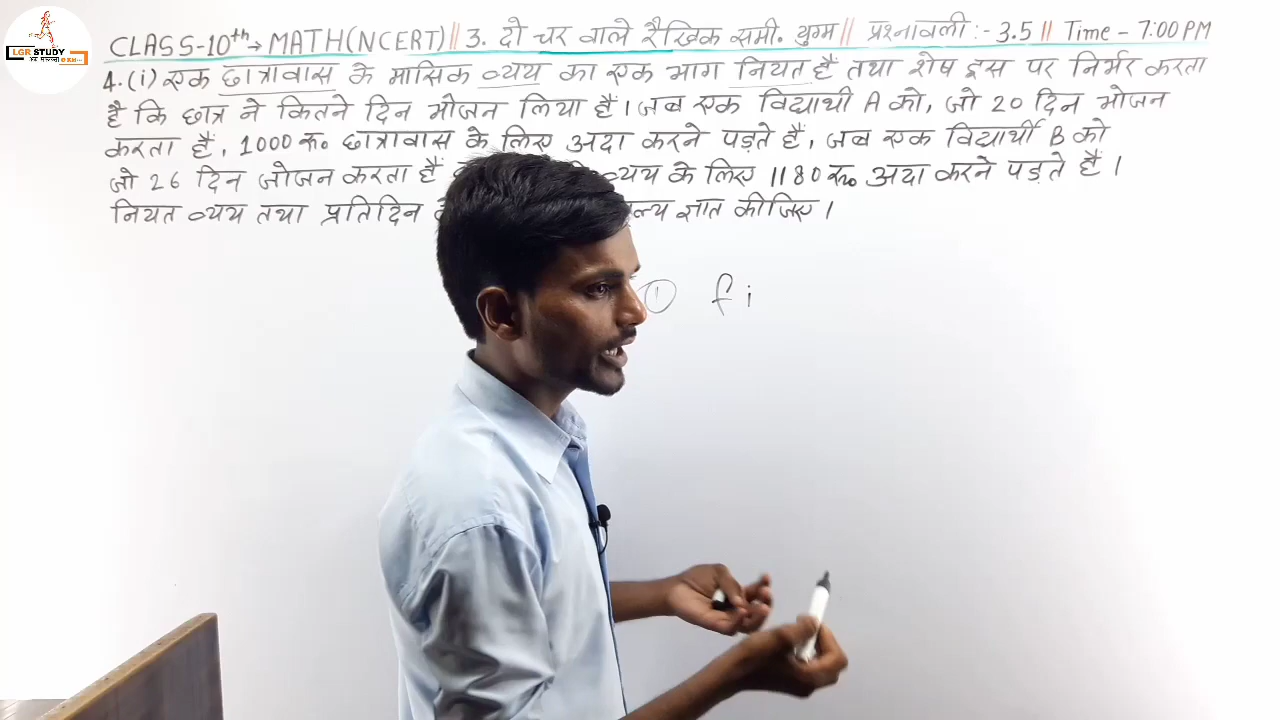 LGR STUDY
CLASS-10th → MATH(NCERT) || 3. दो चर वाले रैखिक समी. युग्म || प्रश्नावली :- 3.5 || Time - 7:00 PM
4.(i) एक छात्रावास के मासिक व्यय का एक भाग नियत है तथा शेष इस पर निर्भर करता
है कि छात्र ने कितने दिन भोजन लिया है। जब एक विद्यार्थी A को, जो 20 दिन भोजन
करता है, 1000 रू० छात्रावास के लिए अदा करने पड़ते हैं, जब एक विद्यार्थी B को
जो 26 दिन भोजन करता है व्यय के लिए 1180 रू० अदा करने पड़ते हैं।
नियत व्यय तथा प्रतिदिन मूल्य ज्ञात कीजिए।
① fi